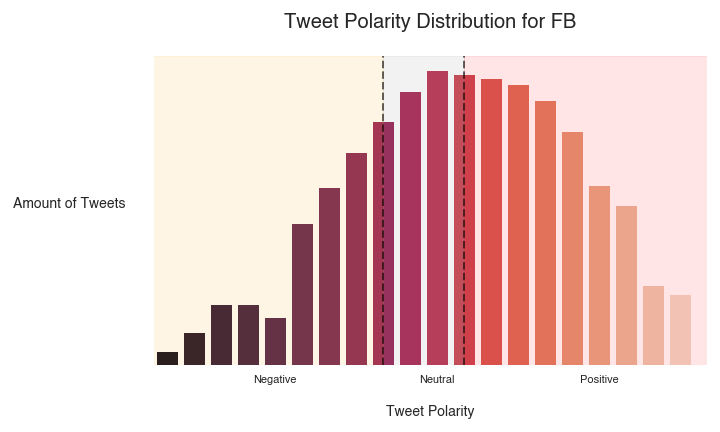 Tweet Polarity Distribution for FB
Amount of Tweets
Negative
Neutral
Positive
Tweet Polarity